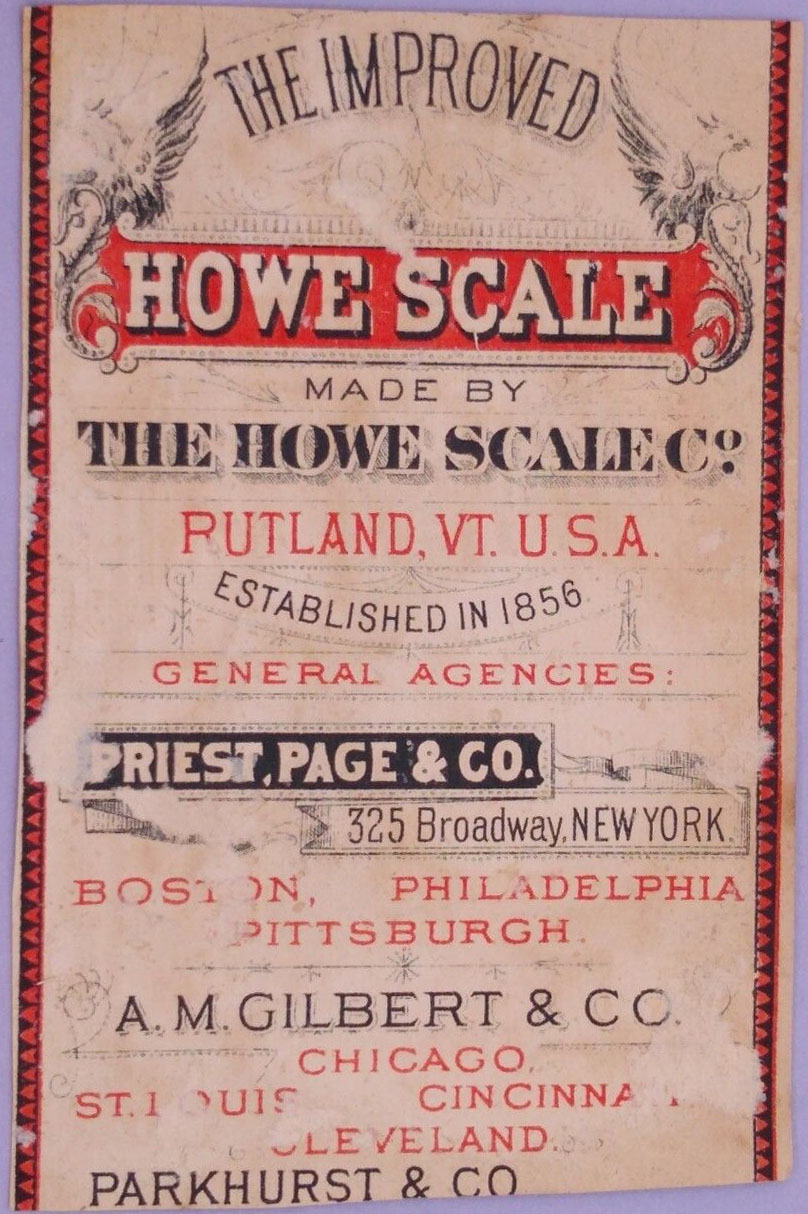 THE IMPROVED
HOWE SCALE
MADE BY
THE HOWE SCALE Cº
RUTLAND, VT. U.S.A.
ESTABLISHED IN 1856
GENERAL AGENCIES:
PRIEST, PAGE & CO.
325 Broadway, NEW YORK.
BOSTON, PHILADELPHIA
PITTSBURGH.
A. M. GILBERT & CO.
CHICAGO,
ST. LOUIS CINCINNATI
CLEVELAND.
PARKHURST & CO